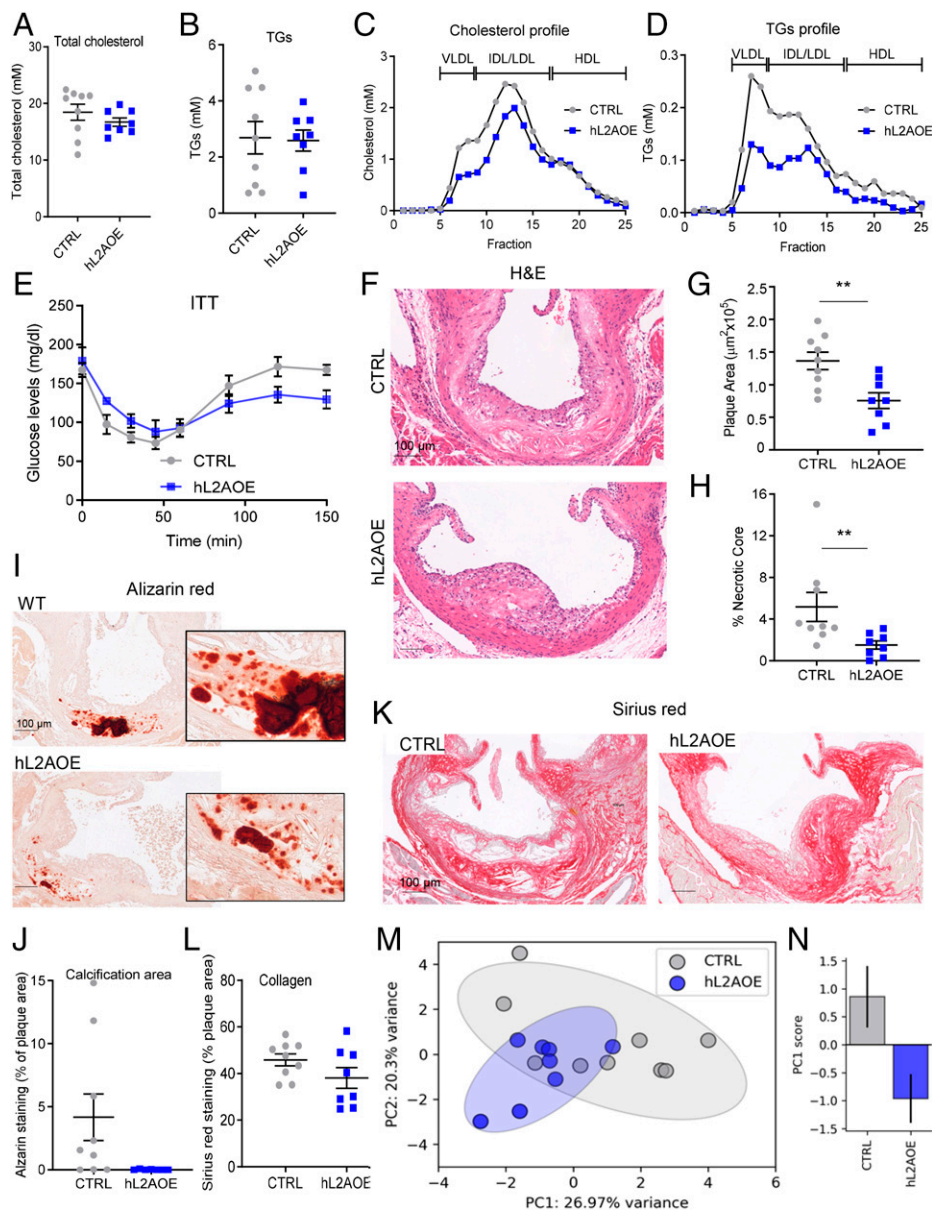 A
Total cholesterol
Total cholesterol (mM)
30
20
10
0
CTRL
hL2AOE
B
TGs
TGs (mM)
6
4
2
0
CTRL
hL2AOE
C
Cholesterol profile
VLDL
IDL/LDL
HDL
Cholesterol (mM)
3
2
1
0
CTRL
hL2AOE
0
5
10
15
20
25
Fraction
D
TGs profile
VLDL
IDL/LDL
HDL
TGs (mM)
0.3
0.2
0.1
0.0
CTRL
hL2AOE
0
5
10
15
20
25
Fraction
E
ITT
Glucose levels (mg/dl)
250
200
150
100
50
0
CTRL
hL2AOE
0
50
100
150
Time (min)
F
H&E
CTRL
100 µm
hL2AOE
G
Plaque Area (µm²x10⁵)
2.5
2.0
1.5
1.0
0.5
0
**
CTRL
hL2AOE
H
% Necrotic Core
16
12
8
4
0
**
CTRL
hL2AOE
I
Alizarin red
WT
100 µm
hL2AOE
K
Sirius red
CTRL
100 µm
hL2AOE
J
Calcification area
Alzarin staining (% of plaque area)
15
10
5
0
CTRL
hL2AOE
L
Collagen
Sirius red staining (% plaque area)
80
60
40
20
0
CTRL
hL2AOE
M
PC2: 20.3% variance
4
2
0
−2
−4
CTRL
hL2AOE
−4
−2
0
2
4
6
PC1: 26.97% variance
N
PC1 score
1.5
1.0
0.5
0.0
−0.5
−1.0
−1.5
CTRL
hL2AOE